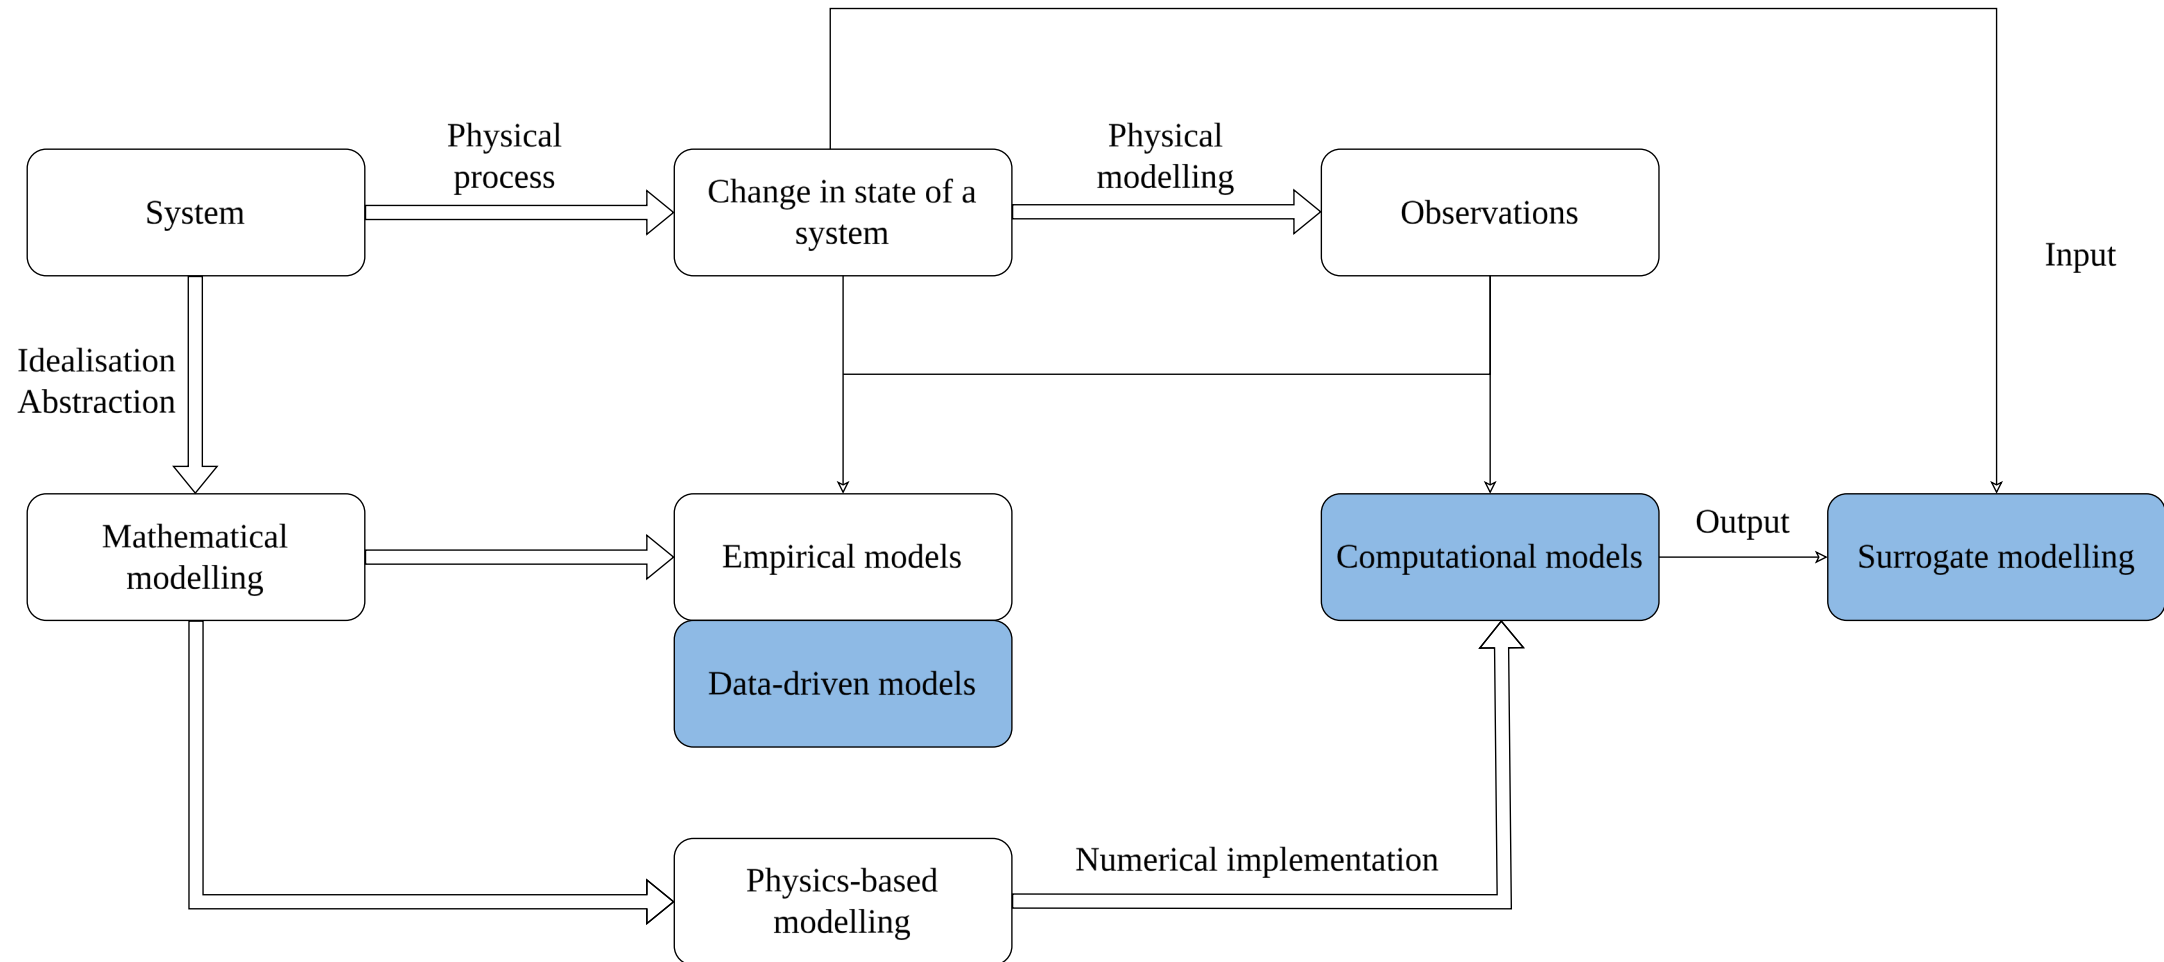 Physical
process
Physical
modelling
System
Change in state of a
system
Observations
Input
Idealisation
Abstraction
Mathematical
modelling
Empirical models
Computational models
Output
Surrogate modelling
Data-driven models
Physics-based
modelling
Numerical implementation